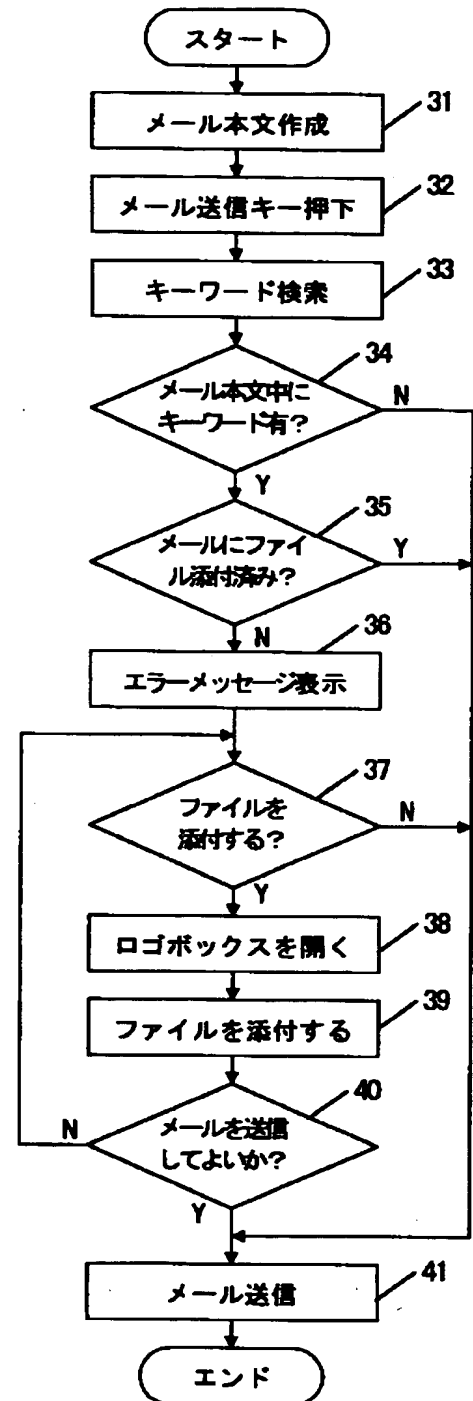 スタート
メール本文作成
31
メール送信キー押下
32
キーワード検索
33
メール本文中に
キーワード有?
34
N
Y
メールにファイ
ル添付済み?
35
Y
N
エラーメッセージ表示
36
ファイルを
添付する?
37
N
Y
ロゴボックスを開く
38
ファイルを添付する
39
メールを送信
してよいか?
40
N
Y
メール送信
41
エンド